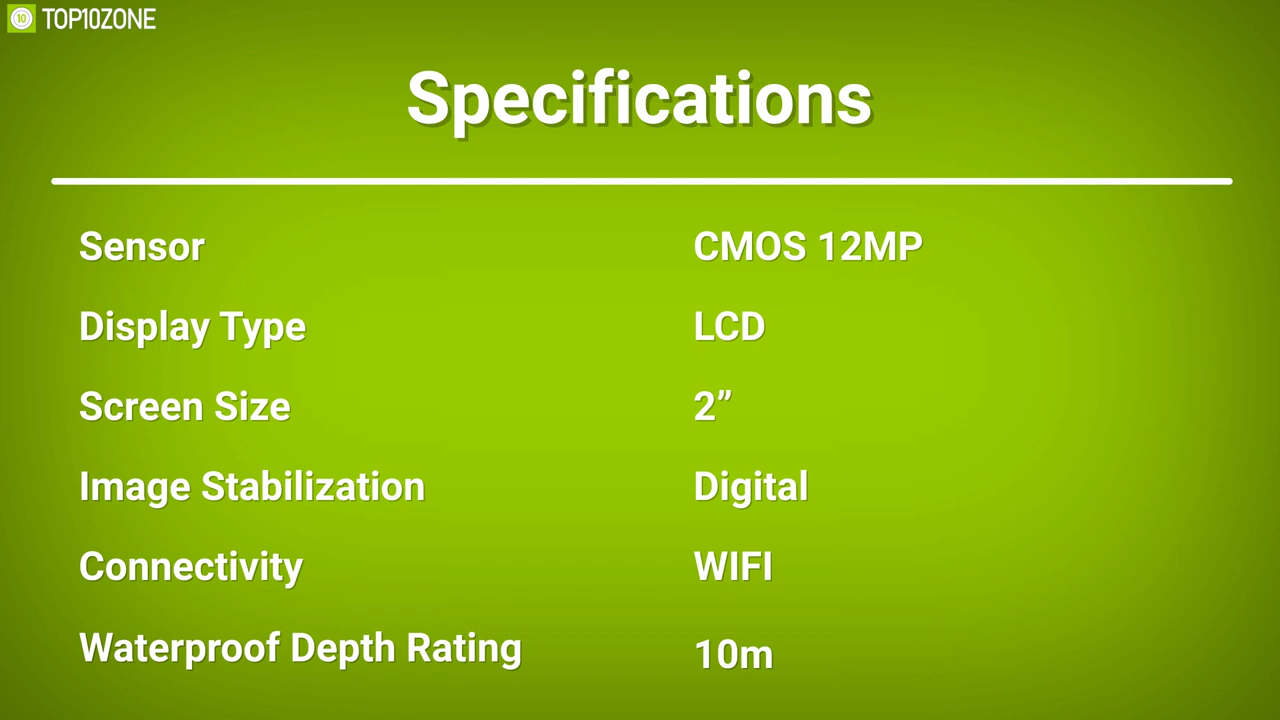 10 TOP10ZONE
Specifications
Sensor CMOS 12MP
Display Type LCD
Screen Size 2”
Image Stabilization Digital
Connectivity WIFI
Waterproof Depth Rating 10m